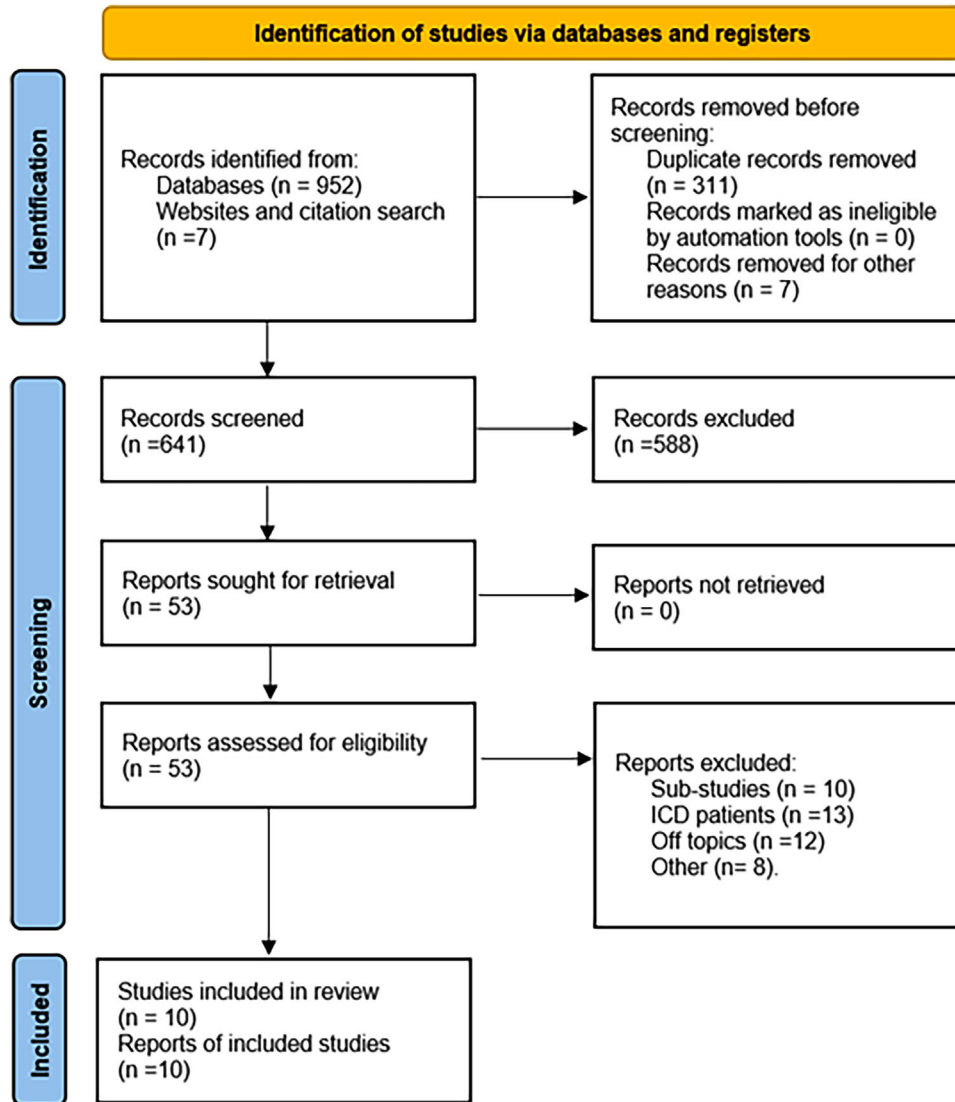 Identification of studies via databases and registers
Identification
Records identified from:
Databases (n = 952)
Websites and citation search
(n =7)
Records removed before
screening:
Duplicate records removed
(n = 311)
Records marked as ineligible
by automation tools (n = 0)
Records removed for other
reasons (n = 7)
Screening
Records screened
(n =641)
Records excluded
(n =588)
Reports sought for retrieval
(n = 53)
Reports not retrieved
(n = 0)
Reports assessed for eligibility
(n = 53)
Reports excluded:
Sub-studies (n = 10)
ICD patients (n =13)
Off topics (n =12)
Other (n= 8).
Included
Studies included in review
(n = 10)
Reports of included studies
(n =10)